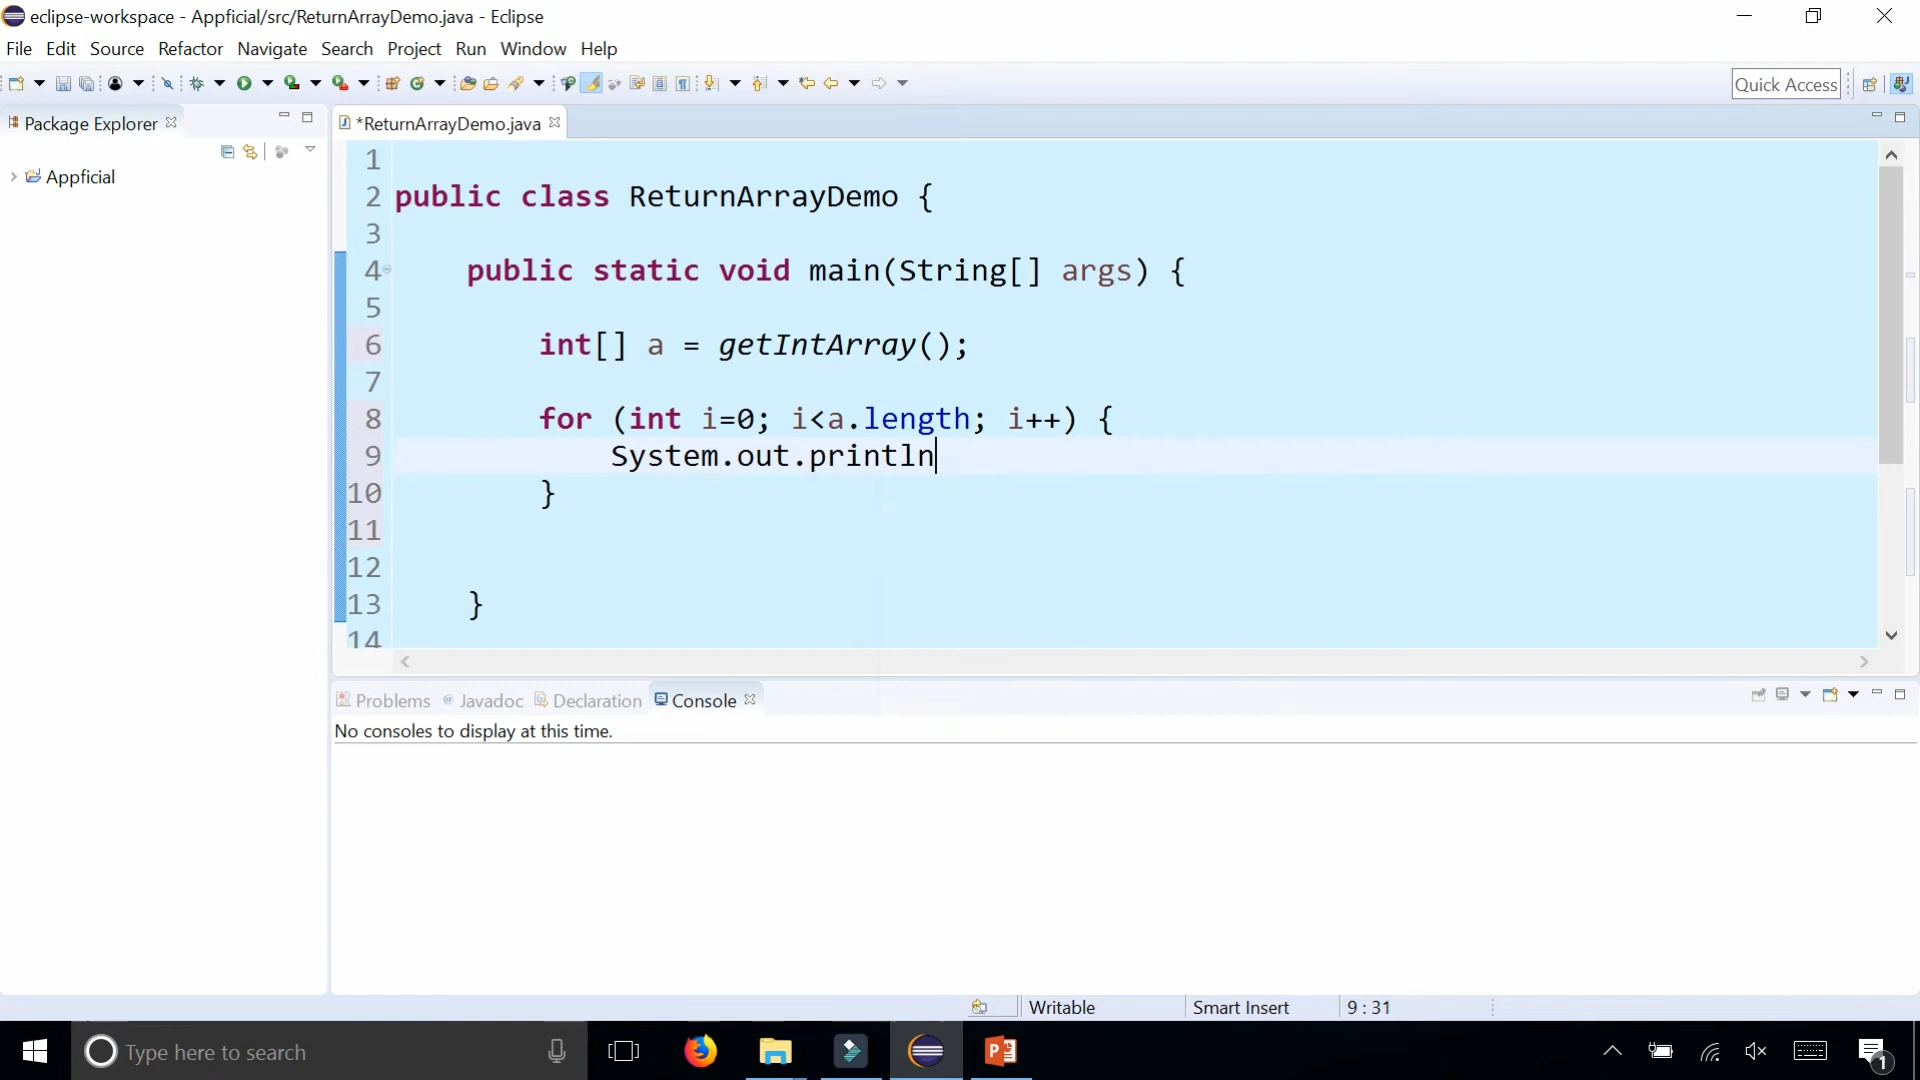 eclipse-workspace - Appficial/src/ReturnArrayDemo.java - Eclipse
File Edit Source Refactor Navigate Search Project Run Window Help
Quick Access
Package Explorer
*ReturnArrayDemo.java
Appficial
1
2 public class ReturnArrayDemo {
3
4 public static void main(String[] args) {
5
6 int[] a = getIntArray();
7
8 for (int i=0; i<a.length; i++) {
9 System.out.println
10 }
11
12
13 }
14
Problems Javadoc Declaration Console
No consoles to display at this time.
Writable Smart Insert 9 : 31
Type here to search
1